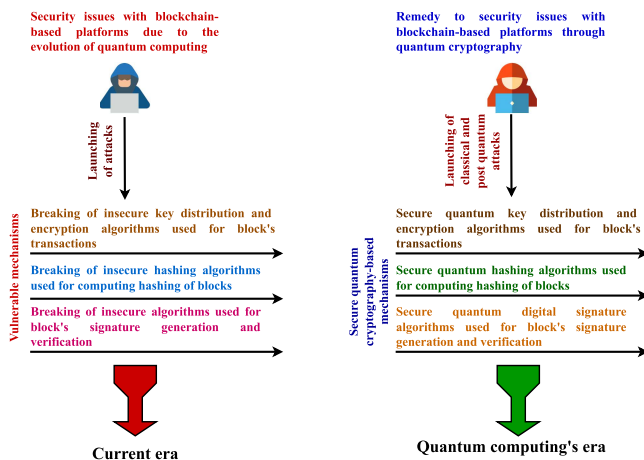 Security issues with blockchain-
based platforms due to the
evolution of quantum computing
Launching
of attacks
Vulnerable mechanisms
Breaking of insecure key distribution and
encryption algorithms used for block's
transactions
Breaking of insecure hashing algorithms
used for computing hashing of blocks
Breaking of insecure algorithms used for
block's signature generation and
verification
Current era
Remedy to security issues with
blockchain-based platforms through
quantum cryptography
Launching of
classical and
post quantum
attacks
Secure quantum
cryptography-based
mechanisms
Secure quantum key distribution and
encryption algorithms used for block's
transactions
Secure quantum hashing algorithms used
for computing hashing of blocks
Secure quantum digital signature
algorithms used for block's signature
generation and verification
Quantum computing's era